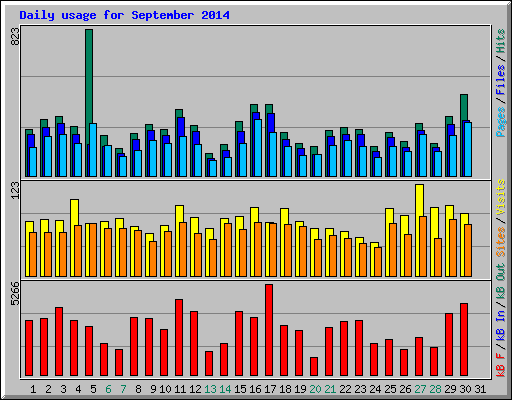 Daily usage for September 2014
823
Pages / Files / Hits
123
Sites / Visits
5266
kB F / kB In / kB Out
1 2 3 4 5 6 7 8 9 10 11 12 13 14 15 16 17 18 19 20 21 22 23 24 25 26 27 28 29 30 31